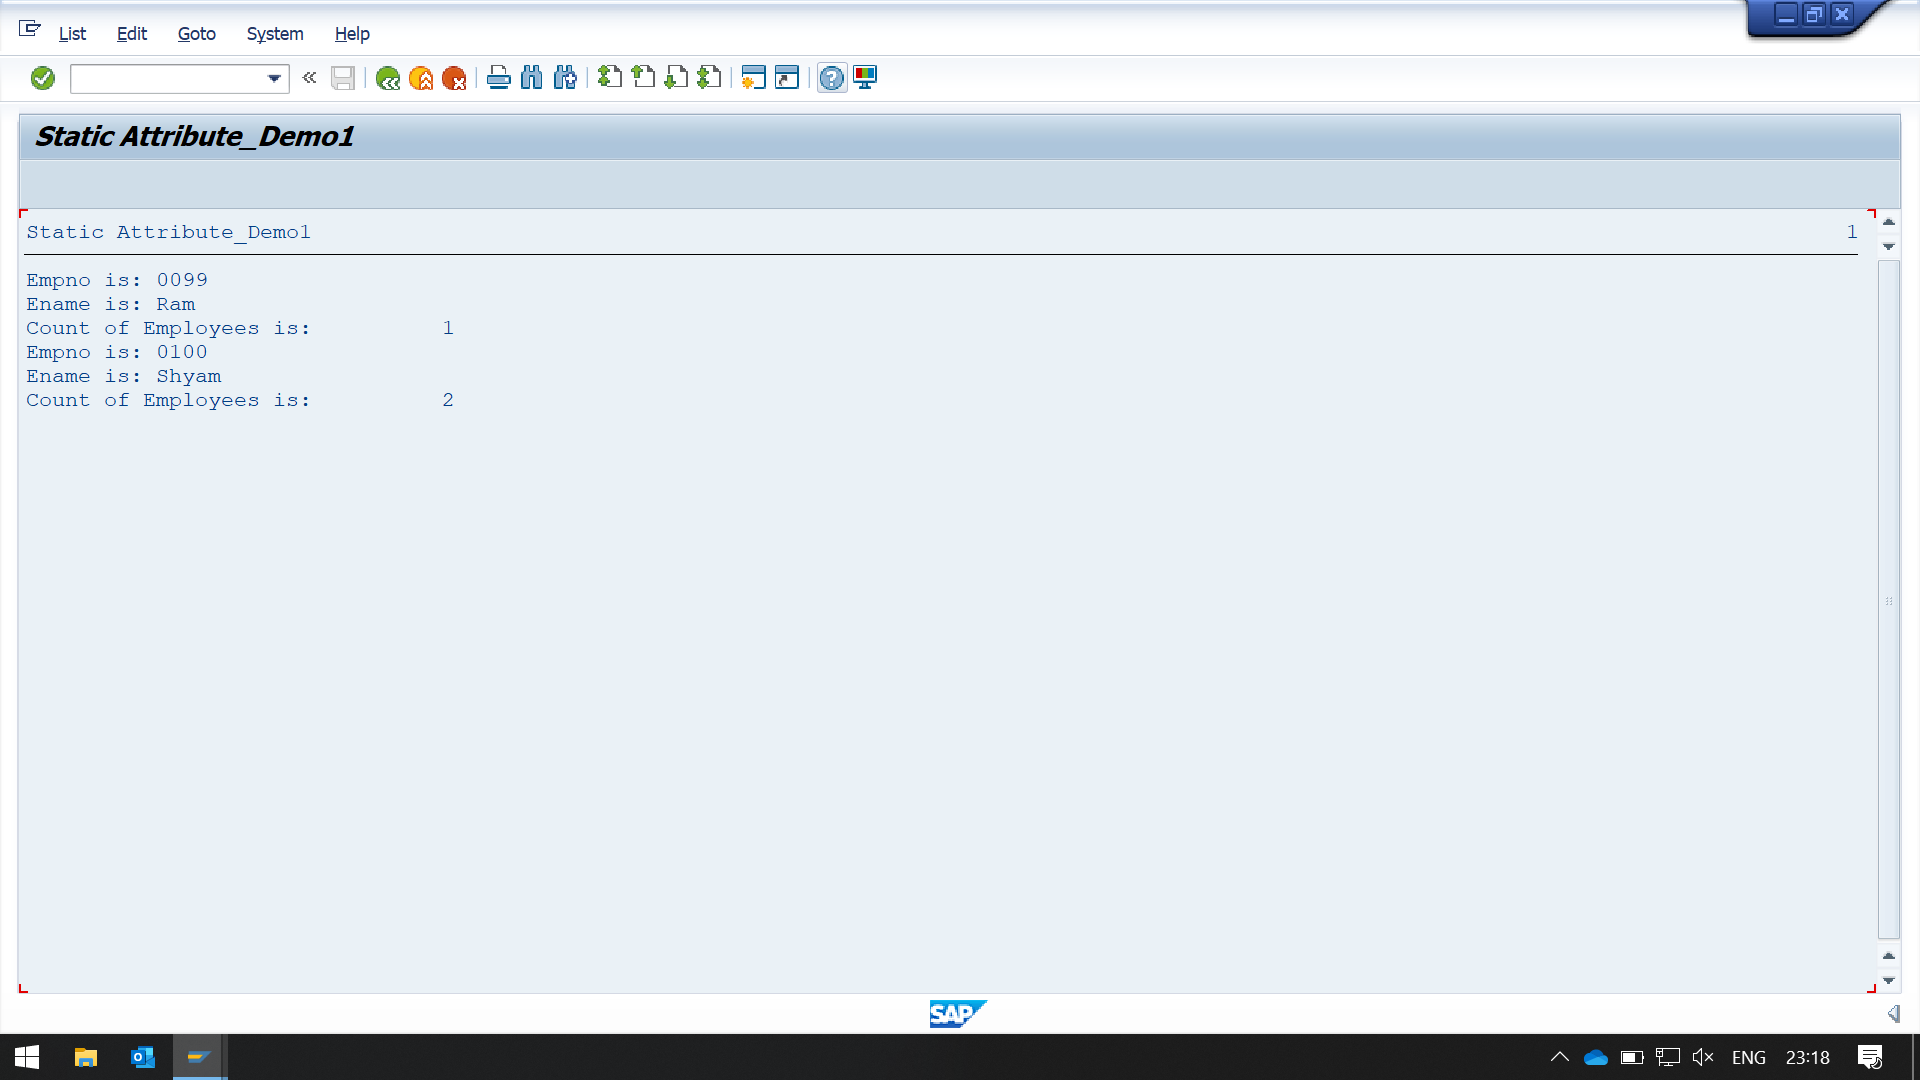 List Edit Goto System Help
Static Attribute_Demo1
Static Attribute_Demo1 1
Empno is: 0099
Ename is: Ram
Count of Employees is: 1
Empno is: 0100
Ename is: Shyam
Count of Employees is: 2
SAP
ENG 23:18